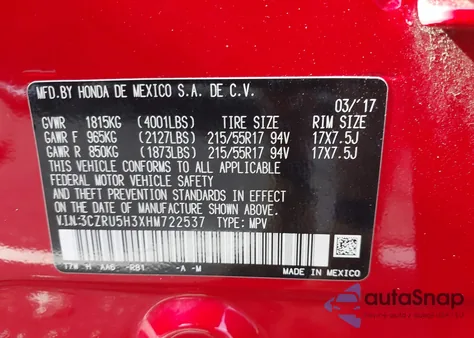 MFD.BY HONDA DE MEXICO S.A. DE C.V.
03/'17
GVWR 1815KG (4001LBS) TIRE SIZE RIM SIZE
GAWR F 965KG (2127LBS) 215/55R17 94V 17X7.5J
GAWR R 850KG (1873LBS) 215/55R17 94V 17X7.5J
THIS VEHICLE CONFORMS TO ALL APPLICABLE
FEDERAL MOTOR VEHICLE SAFETY
AND THEFT PREVENTION STANDARDS IN
EFFECT ON THE DATE OF MANUFACTURE
SHOWN ABOVE.
V.I.N:3CZRU5H3XHM722537 TYPE: MPV
-A -M
MADE IN MEXICO
autoSnap